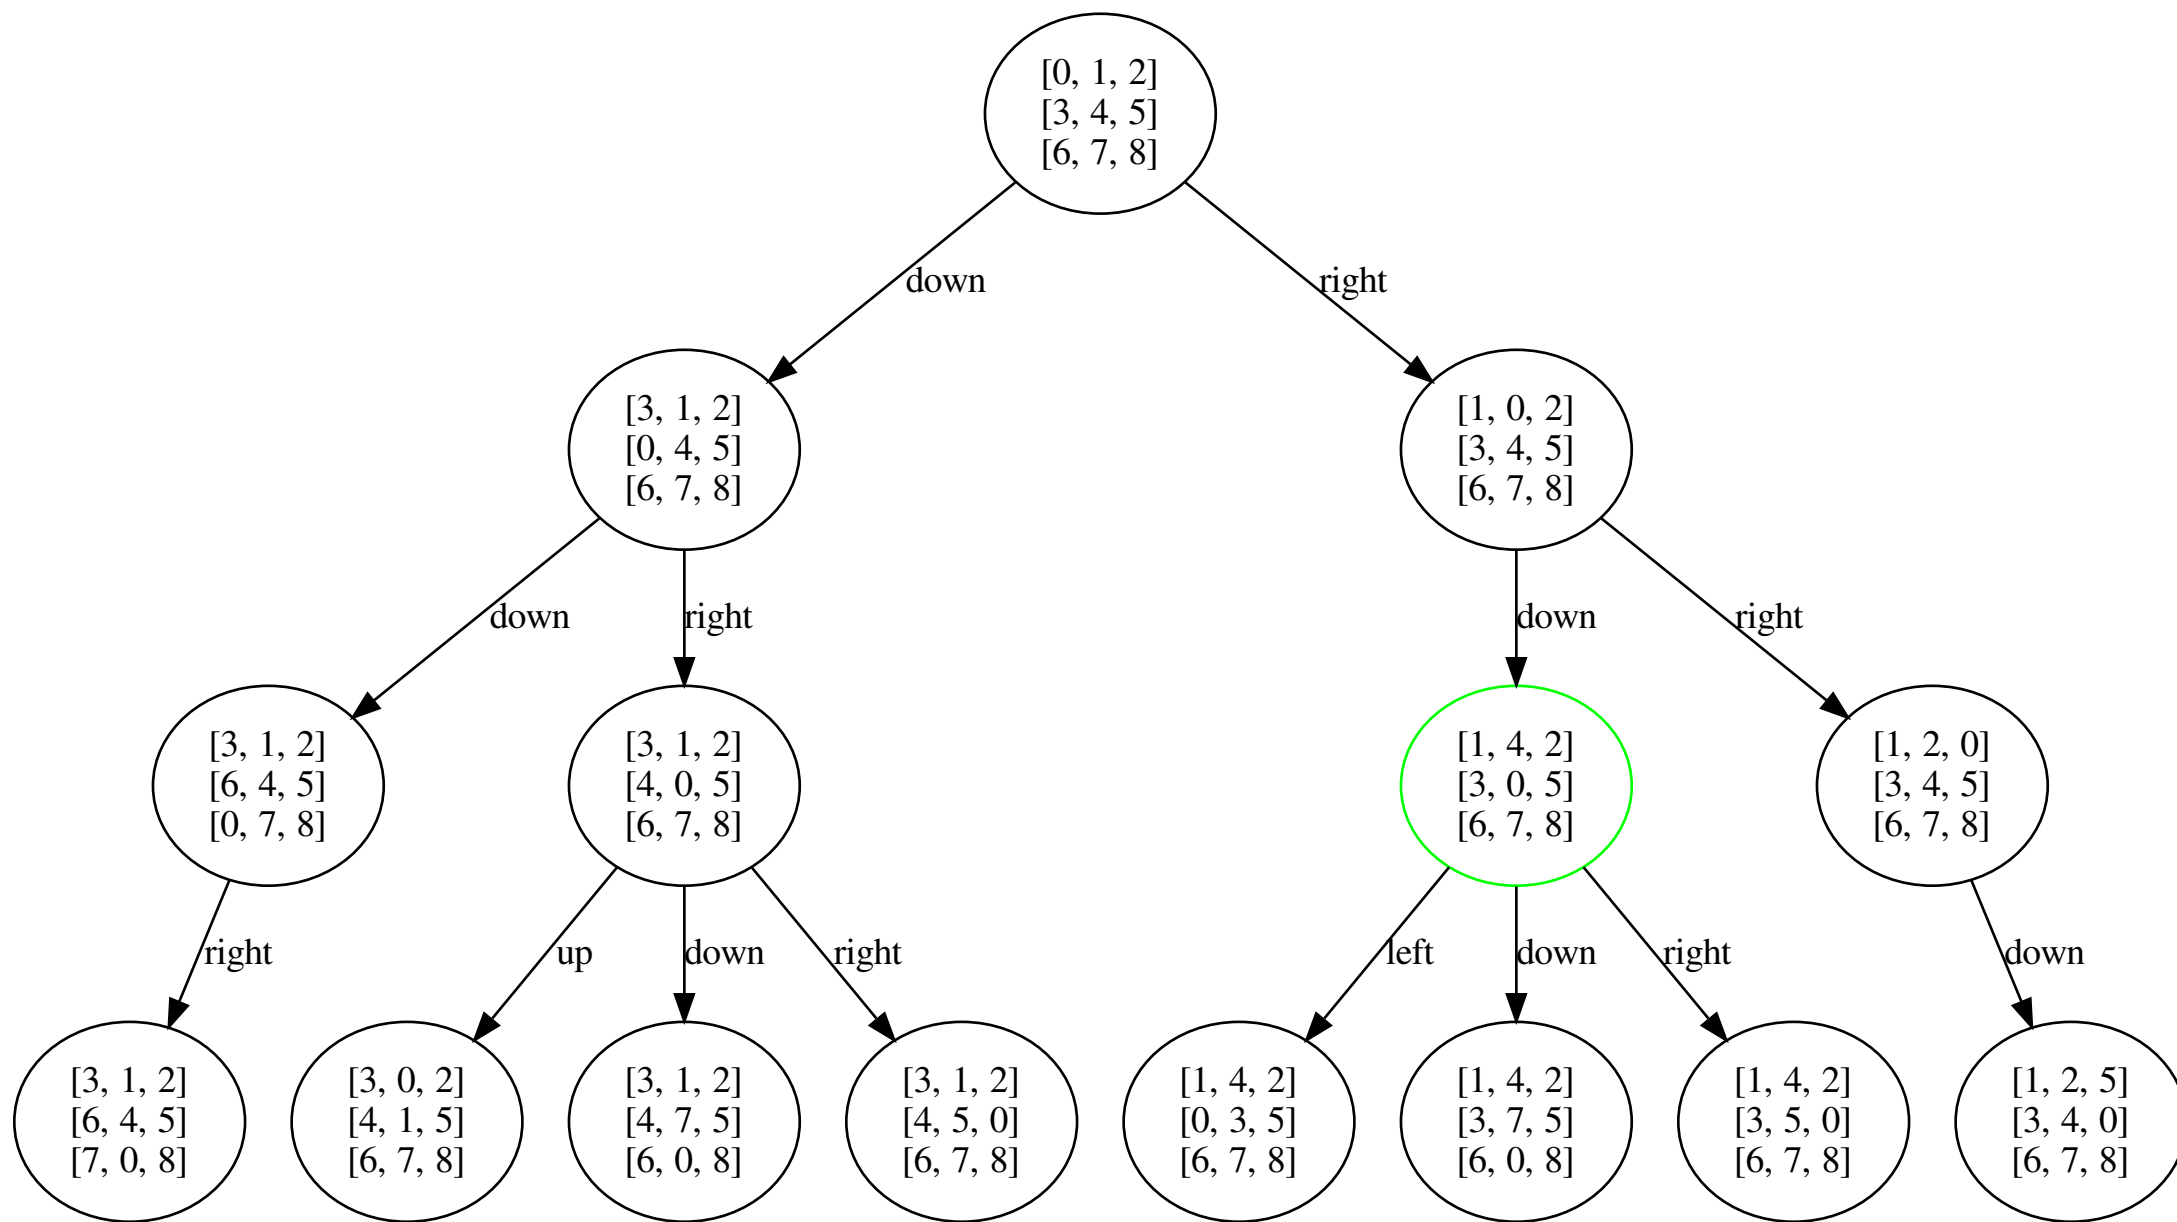 [0, 1, 2]
[3, 4, 5]
[6, 7, 8]
down
right
[3, 1, 2]
[0, 4, 5]
[6, 7, 8]
[1, 0, 2]
[3, 4, 5]
[6, 7, 8]
down
right
down
right
[3, 1, 2]
[6, 4, 5]
[0, 7, 8]
[3, 1, 2]
[4, 0, 5]
[6, 7, 8]
[1, 4, 2]
[3, 0, 5]
[6, 7, 8]
[1, 2, 0]
[3, 4, 5]
[6, 7, 8]
right
up
down
right
left
down
right
down
[3, 1, 2]
[6, 4, 5]
[7, 0, 8]
[3, 0, 2]
[4, 1, 5]
[6, 7, 8]
[3, 1, 2]
[4, 7, 5]
[6, 0, 8]
[3, 1, 2]
[4, 5, 0]
[6, 7, 8]
[1, 4, 2]
[0, 3, 5]
[6, 7, 8]
[1, 4, 2]
[3, 7, 5]
[6, 0, 8]
[1, 4, 2]
[3, 5, 0]
[6, 7, 8]
[1, 2, 5]
[3, 4, 0]
[6, 7, 8]